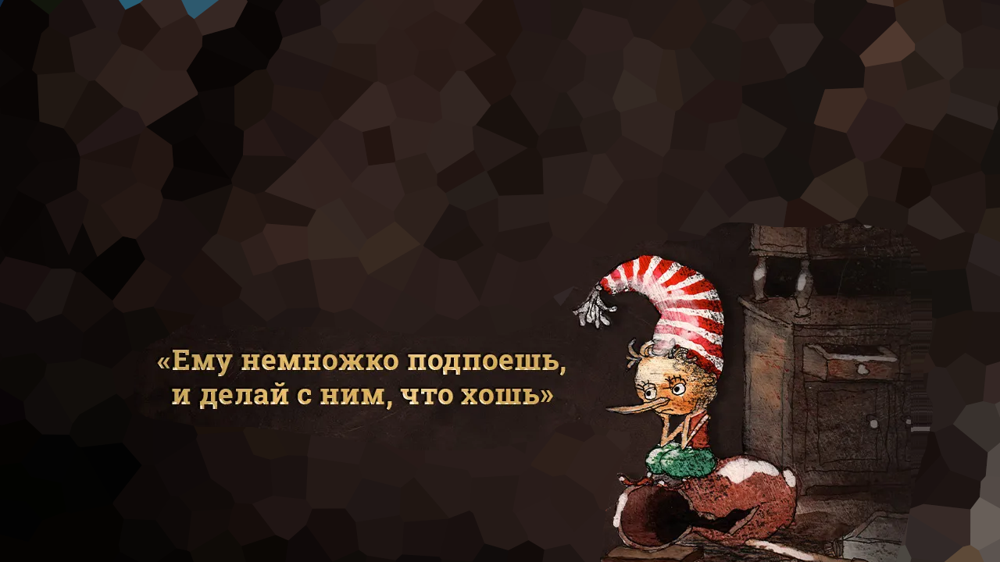 «Ему немножко подпоешь,
и делай с ним, что хошь»